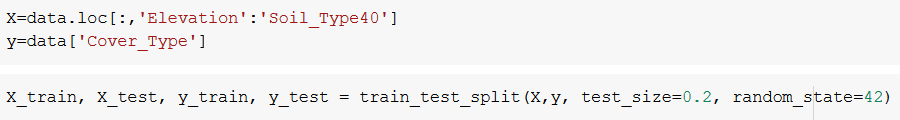 X=data.loc[:,'Elevation':'Soil_Type40']
y=data['Cover_Type']
X_train, X_test, y_train, y_test = train_test_split(X,y, test_size=0.2, random_state=42)